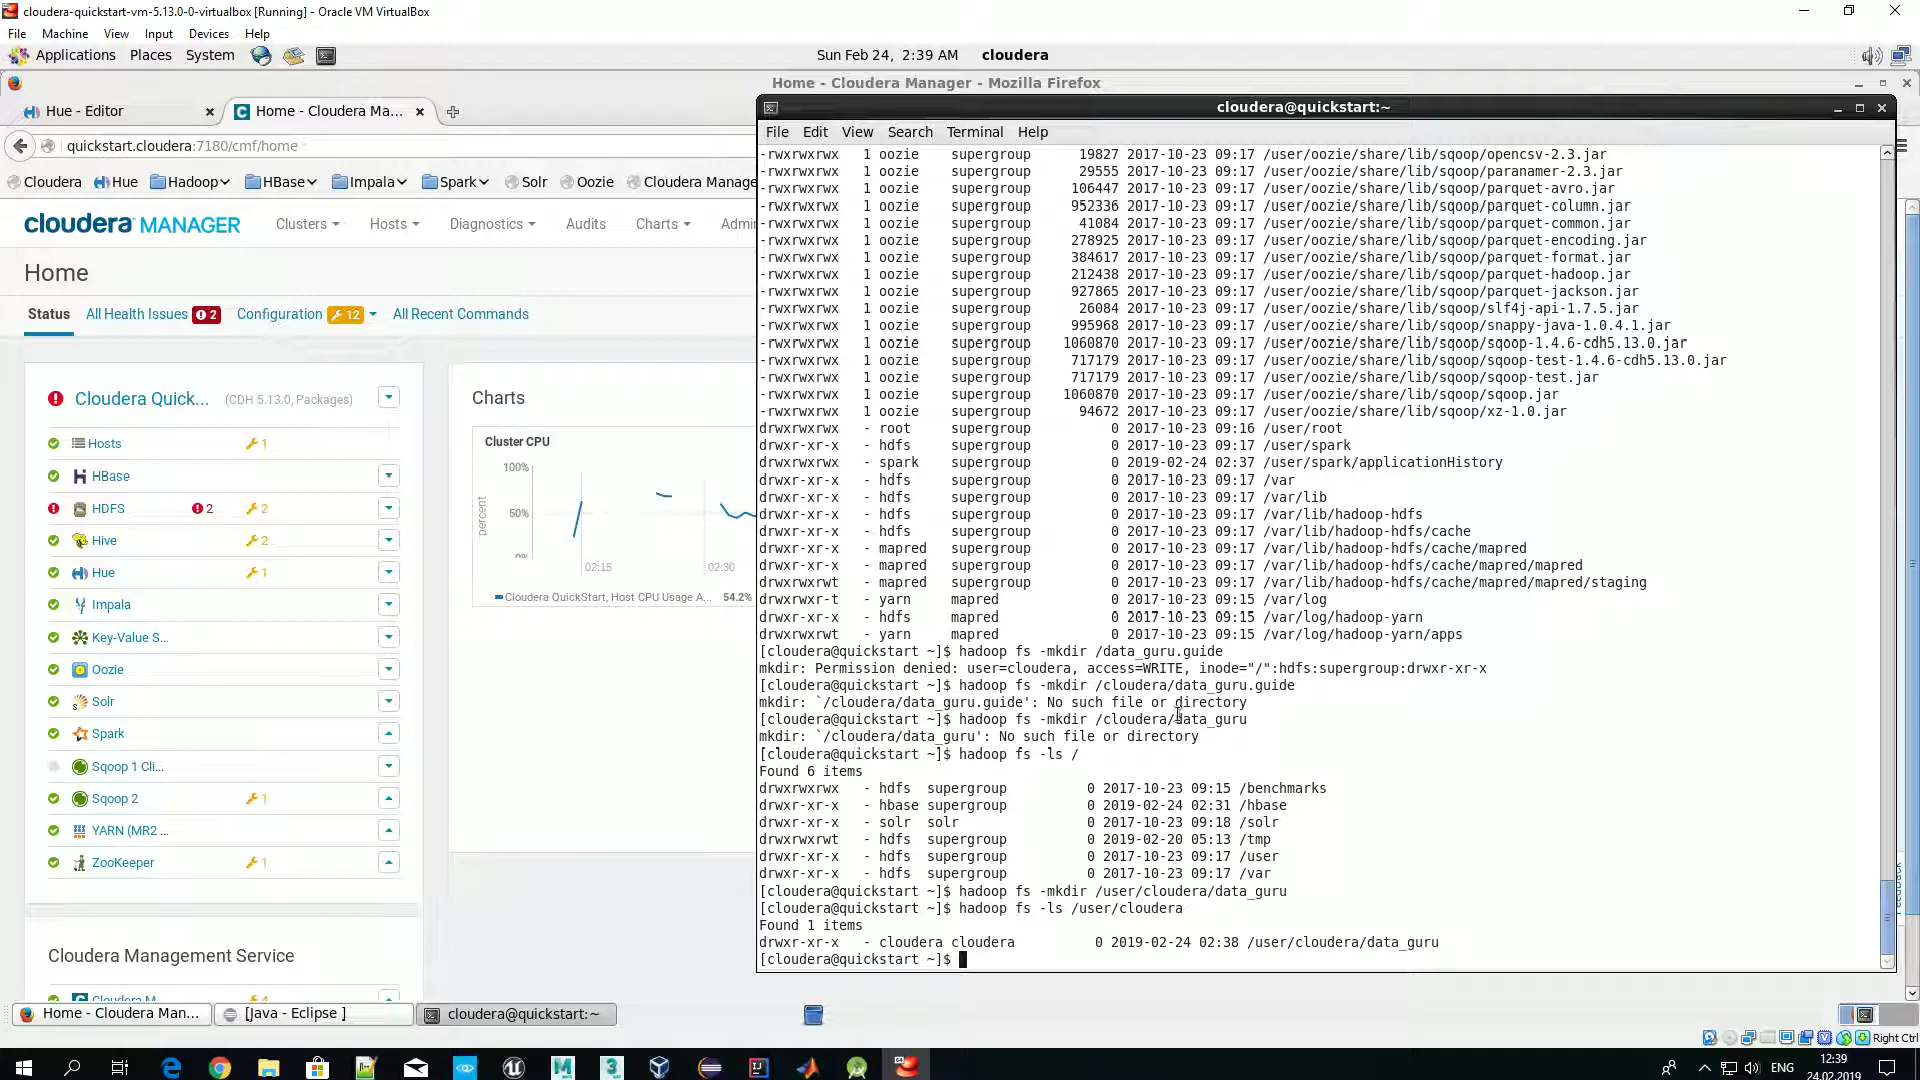 cloudera-quickstart-vm-5.13.0-0-virtualbox [Running] - Oracle VM VirtualBox
File Machine View Input Devices Help
Applications Places System
Sun Feb 24, 2:39 AM cloudera
Home - Cloudera Manager - Mozilla Firefox
Hue - Editor
Home - Cloudera Ma...
quickstart.cloudera:7180/cmf/home
Cloudera Hue Hadoop HBase Impala Spark Solr Oozie Cloudera Manage
cloudera MANAGER Clusters Hosts Diagnostics Audits Charts Admi
Home
Status All Health Issues 2 Configuration 12 All Recent Commands
Cloudera Quick... (CDH 5.13.0, Packages)
Hosts 1
HBase
HDFS 2 2
Hive 2
Hue 1
Impala
Key-Value S...
Oozie
Solr
Spark
Sqoop 1 Cli...
Sqoop 2 1
YARN (MR2 ...
ZooKeeper 1
Cloudera Management Service
Cloudera M... 4
Charts
Cluster CPU
percent
100%
50%
0%
02:15 02:30
Cloudera QuickStart, Host CPU Usage A... 54.2%
cloudera@quickstart:~
File Edit View Search Terminal Help
-rwxrwxrwx 1 oozie supergroup 19827 2017-10-23 09:17 /user/oozie/share/lib/sqoop/opencsv-2.3.jar
-rwxrwxrwx 1 oozie supergroup 29555 2017-10-23 09:17 /user/oozie/share/lib/sqoop/paranamer-2.3.jar
-rwxrwxrwx 1 oozie supergroup 106447 2017-10-23 09:17 /user/oozie/share/lib/sqoop/parquet-avro.jar
-rwxrwxrwx 1 oozie supergroup 952336 2017-10-23 09:17 /user/oozie/share/lib/sqoop/parquet-column.jar
-rwxrwxrwx 1 oozie supergroup 41084 2017-10-23 09:17 /user/oozie/share/lib/sqoop/parquet-common.jar
-rwxrwxrwx 1 oozie supergroup 278925 2017-10-23 09:17 /user/oozie/share/lib/sqoop/parquet-encoding.jar
-rwxrwxrwx 1 oozie supergroup 384617 2017-10-23 09:17 /user/oozie/share/lib/sqoop/parquet-format.jar
-rwxrwxrwx 1 oozie supergroup 212438 2017-10-23 09:17 /user/oozie/share/lib/sqoop/parquet-hadoop.jar
-rwxrwxrwx 1 oozie supergroup 927865 2017-10-23 09:17 /user/oozie/share/lib/sqoop/parquet-jackson.jar
-rwxrwxrwx 1 oozie supergroup 26084 2017-10-23 09:17 /user/oozie/share/lib/sqoop/slf4j-api-1.7.5.jar
-rwxrwxrwx 1 oozie supergroup 995968 2017-10-23 09:17 /user/oozie/share/lib/sqoop/snappy-java-1.0.4.1.jar
-rwxrwxrwx 1 oozie supergroup 1060870 2017-10-23 09:17 /user/oozie/share/lib/sqoop/sqoop-1.4.6-cdh5.13.0.jar
-rwxrwxrwx 1 oozie supergroup 717179 2017-10-23 09:17 /user/oozie/share/lib/sqoop/sqoop-test-1.4.6-cdh5.13.0.jar
-rwxrwxrwx 1 oozie supergroup 717179 2017-10-23 09:17 /user/oozie/share/lib/sqoop/sqoop-test.jar
-rwxrwxrwx 1 oozie supergroup 1060870 2017-10-23 09:17 /user/oozie/share/lib/sqoop/sqoop.jar
-rwxrwxrwx 1 oozie supergroup 94672 2017-10-23 09:17 /user/oozie/share/lib/sqoop/xz-1.0.jar
drwxrwxrwx - root supergroup 0 2017-10-23 09:16 /user/root
drwxr-xr-x - hdfs supergroup 0 2017-10-23 09:17 /user/spark
drwxrwxrwx - spark supergroup 0 2019-02-24 02:37 /user/spark/applicationHistory
drwxr-xr-x - hdfs supergroup 0 2017-10-23 09:17 /var
drwxr-xr-x - hdfs supergroup 0 2017-10-23 09:17 /var/lib
drwxr-xr-x - hdfs supergroup 0 2017-10-23 09:17 /var/lib/hadoop-hdfs
drwxr-xr-x - hdfs supergroup 0 2017-10-23 09:17 /var/lib/hadoop-hdfs/cache
drwxr-xr-x - mapred supergroup 0 2017-10-23 09:17 /var/lib/hadoop-hdfs/cache/mapred
drwxr-xr-x - mapred supergroup 0 2017-10-23 09:17 /var/lib/hadoop-hdfs/cache/mapred/mapred
drwxrwxrwt - mapred supergroup 0 2017-10-23 09:17 /var/lib/hadoop-hdfs/cache/mapred/mapred/staging
drwxrwxr-t - yarn mapred 0 2017-10-23 09:15 /var/log
drwxr-xr-x - hdfs mapred 0 2017-10-23 09:15 /var/log/hadoop-yarn
drwxrwxrwt - yarn mapred 0 2017-10-23 09:15 /var/log/hadoop-yarn/apps
[cloudera@quickstart ~]$ hadoop fs -mkdir /data_guru.guide
mkdir: Permission denied: user=cloudera, access=WRITE, inode="/":hdfs:supergroup:drwxr-xr-x
[cloudera@quickstart ~]$ hadoop fs -mkdir /cloudera/data_guru.guide
mkdir: `/cloudera/data_guru.guide': No such file or directory
[cloudera@quickstart ~]$ hadoop fs -mkdir /cloudera/data_guru
mkdir: `/cloudera/data_guru': No such file or directory
[cloudera@quickstart ~]$ hadoop fs -ls /
Found 6 items
drwxrwxrwx - hdfs supergroup 0 2017-10-23 09:15 /benchmarks
drwxr-xr-x - hbase supergroup 0 2019-02-24 02:31 /hbase
drwxr-xr-x - solr solr 0 2017-10-23 09:18 /solr
drwxrwxrwt - hdfs supergroup 0 2019-02-20 05:13 /tmp
drwxr-xr-x - hdfs supergroup 0 2017-10-23 09:17 /user
drwxr-xr-x - hdfs supergroup 0 2017-10-23 09:17 /var
[cloudera@quickstart ~]$ hadoop fs -mkdir /user/cloudera/data_guru
[cloudera@quickstart ~]$ hadoop fs -ls /user/cloudera
Found 1 items
drwxr-xr-x - cloudera cloudera 0 2019-02-24 02:38 /user/cloudera/data_guru
[cloudera@quickstart ~]$
Feedback
Home - Cloudera Man... [Java - Eclipse ] cloudera@quickstart:~
Right Ctrl
ENG 12:39
24.02.2019